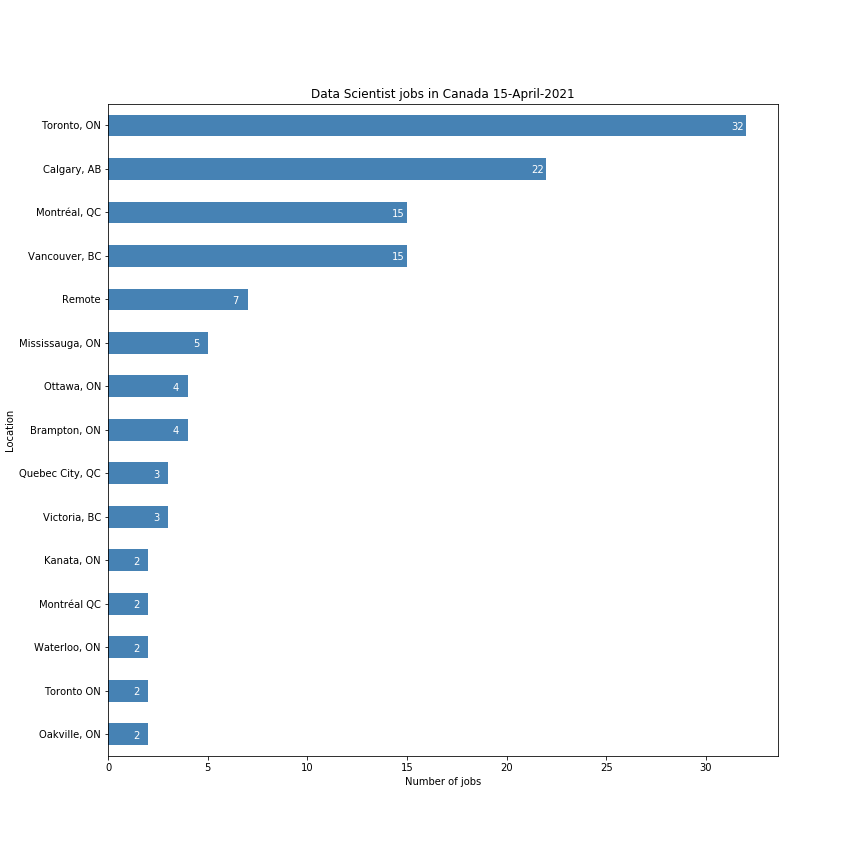 Data Scientist jobs in Canada 15-April-2021
Location
Toronto, ON 32
Calgary, AB 22
Montréal, QC 15
Vancouver, BC 15
Remote 7
Mississauga, ON 5
Ottawa, ON 4
Brampton, ON 4
Quebec City, QC 3
Victoria, BC 3
Kanata, ON 2
Montréal QC 2
Waterloo, ON 2
Toronto ON 2
Oakville, ON 2
0 5 10 15 20 25 30
Number of jobs